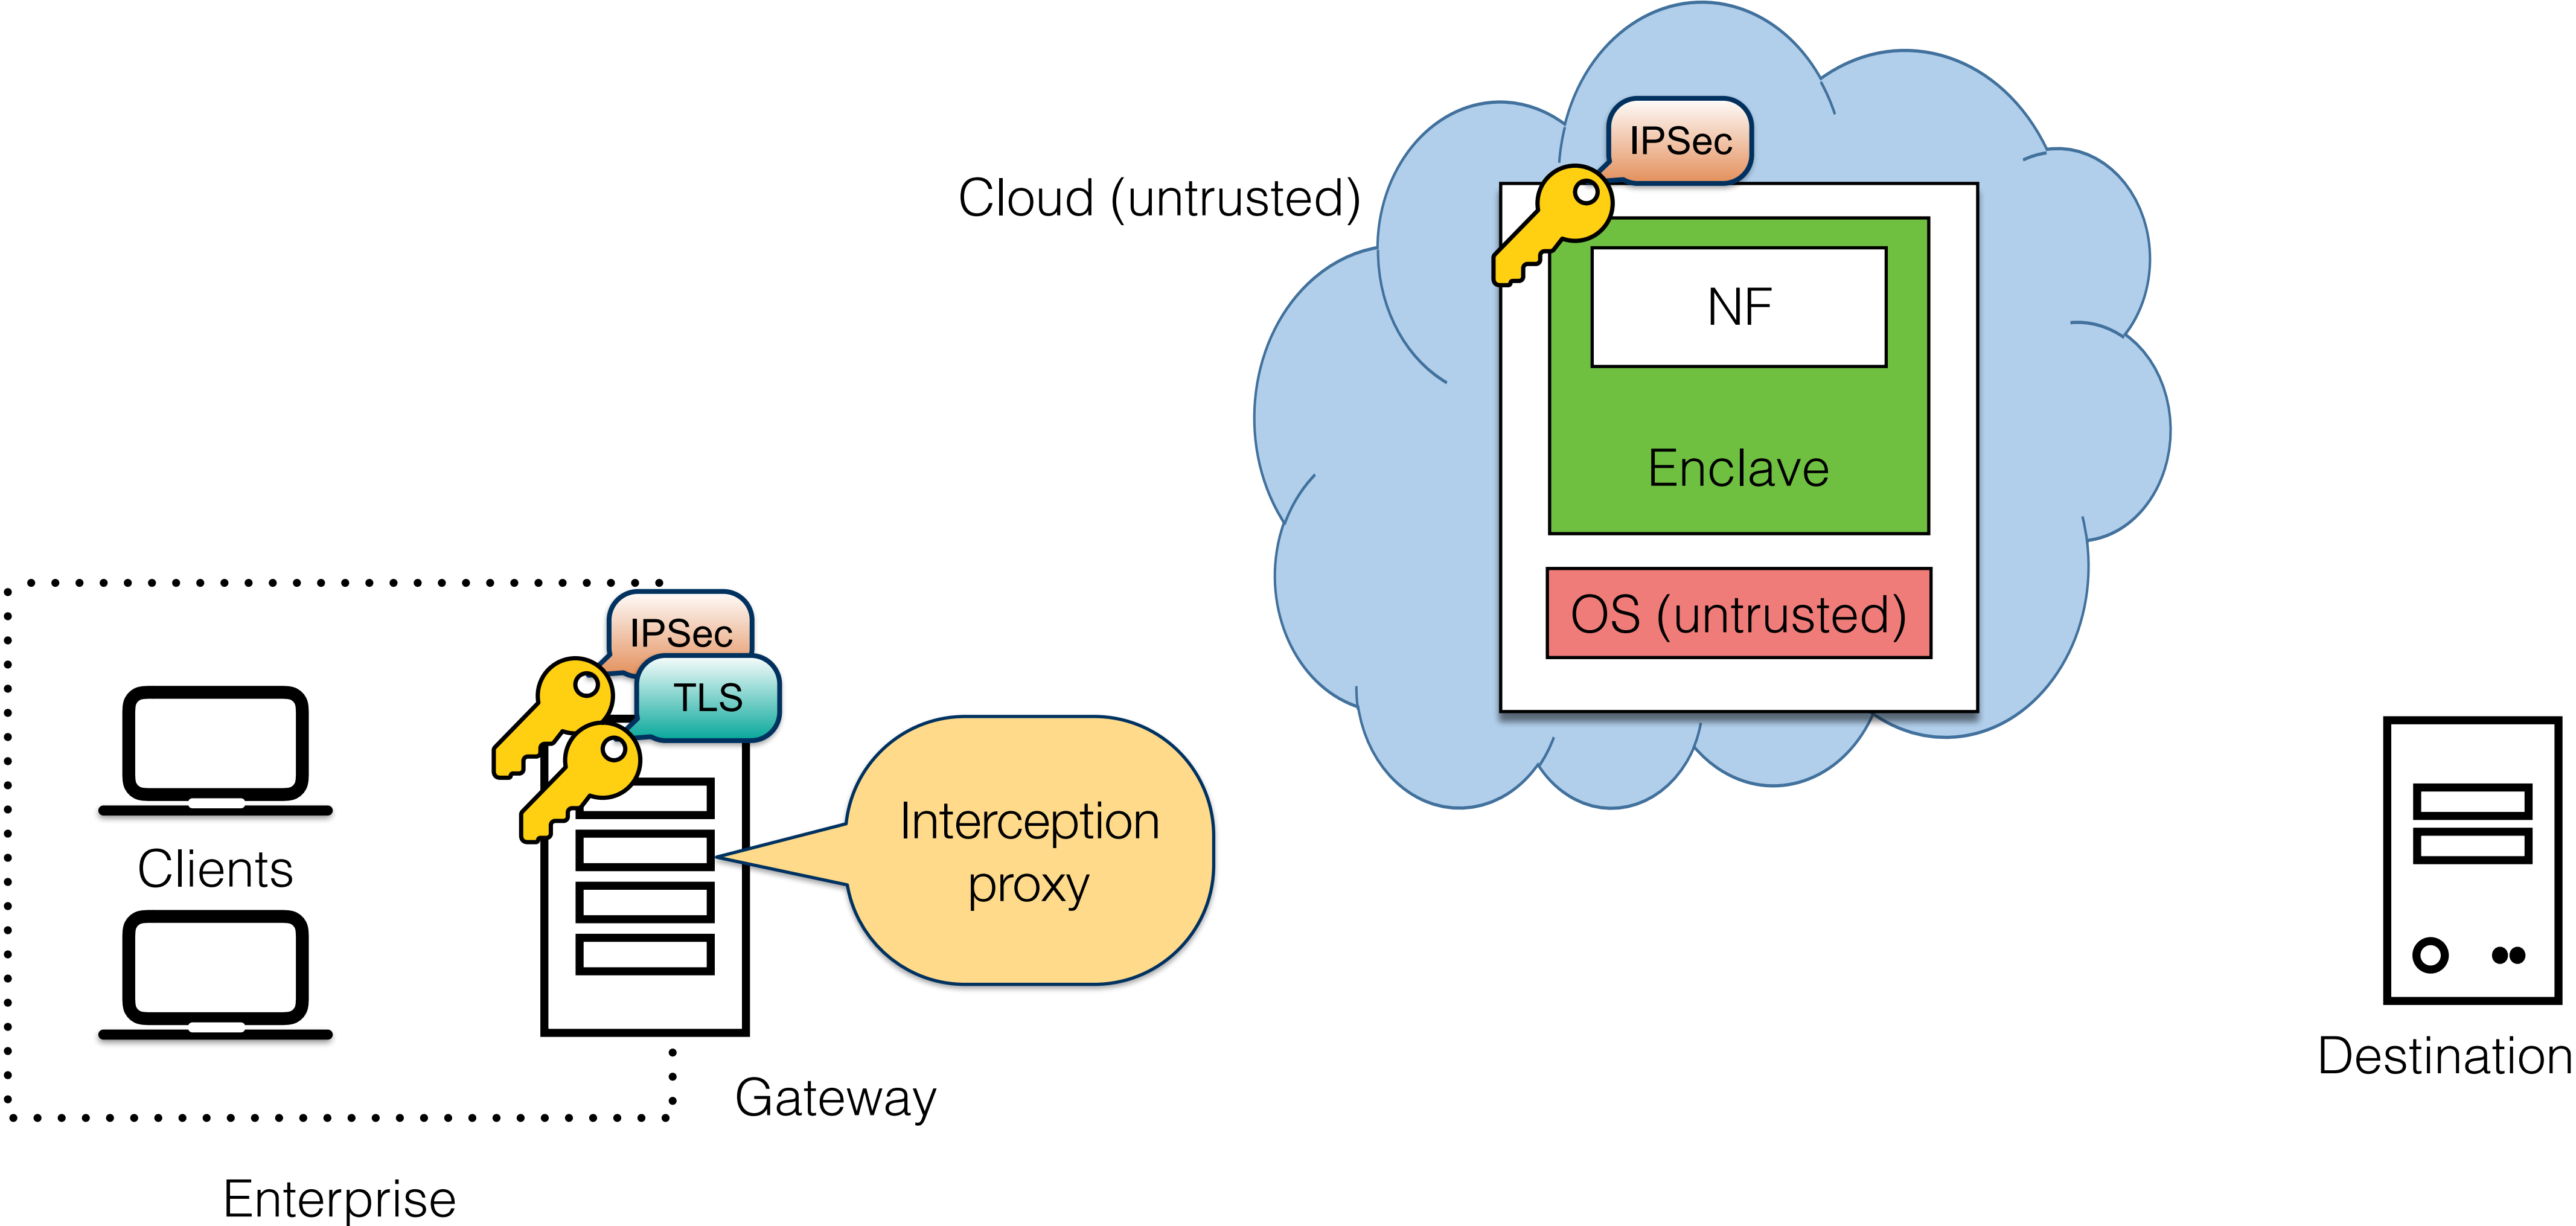 IPSec
Cloud (untrusted)
NF
Enclave
OS (untrusted)
IPSec
TLS
Interception
proxy
Clients
Gateway
Destination
Enterprise